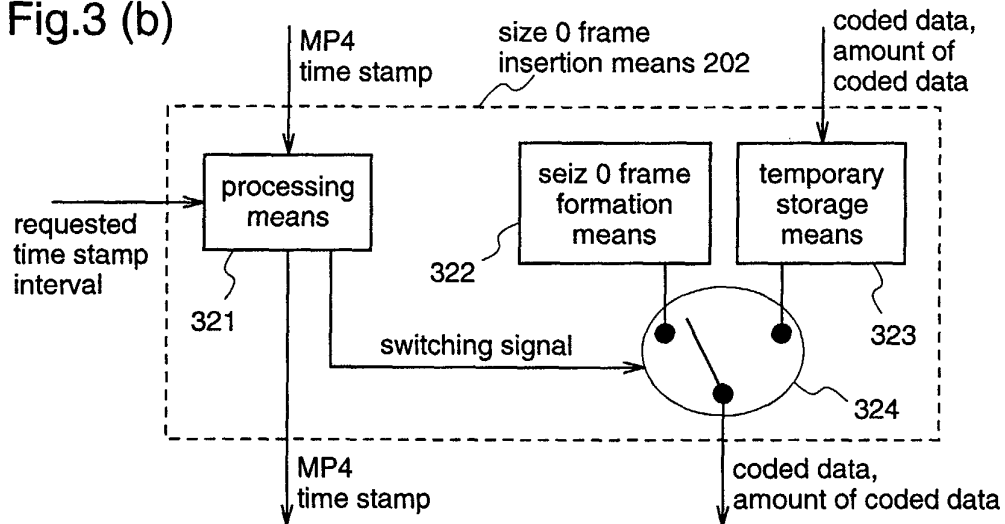 Fig.3 (b)
MP4
time stamp
size 0 frame
insertion means 202
coded data,
amount of
coded data
processing
means
seiz 0 frame
formation
means
temporary
storage
means
requested
time stamp
interval
321
322
323
switching signal
324
MP4
time stamp
coded data,
amount of coded data